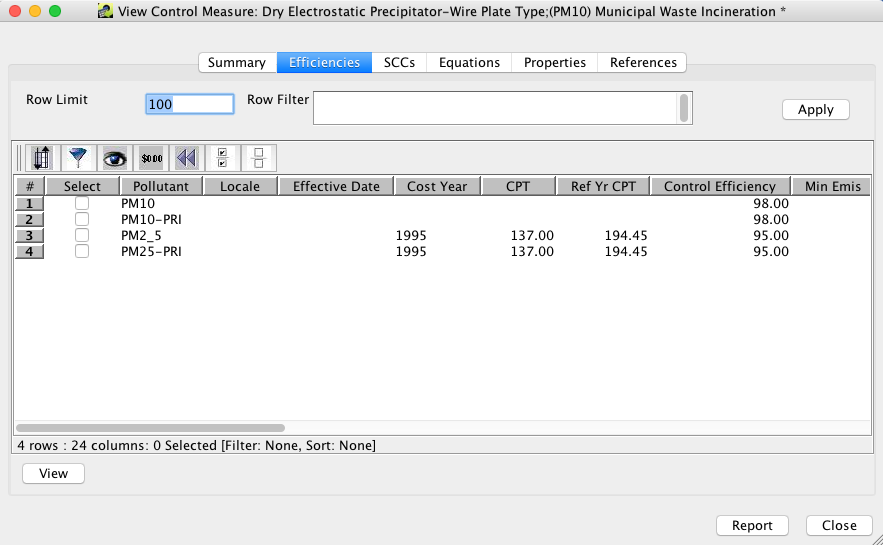 View Control Measure: Dry Electrostatic Precipitator-Wire Plate Type;(PM10) Municipal Waste Incineration *
Summary Efficiencies SCCs Equations Properties References
Row Limit 100 Row Filter Apply
$0.00
# Select Pollutant Locale Effective Date Cost Year CPT Ref Yr CPT Control Efficiency Min Emis
1 PM10 98.00
2 PM10-PRI 98.00
3 PM2_5 1995 137.00 194.45 95.00
4 PM25-PRI 1995 137.00 194.45 95.00
4 rows : 24 columns: 0 Selected [Filter: None, Sort: None]
View
Report Close